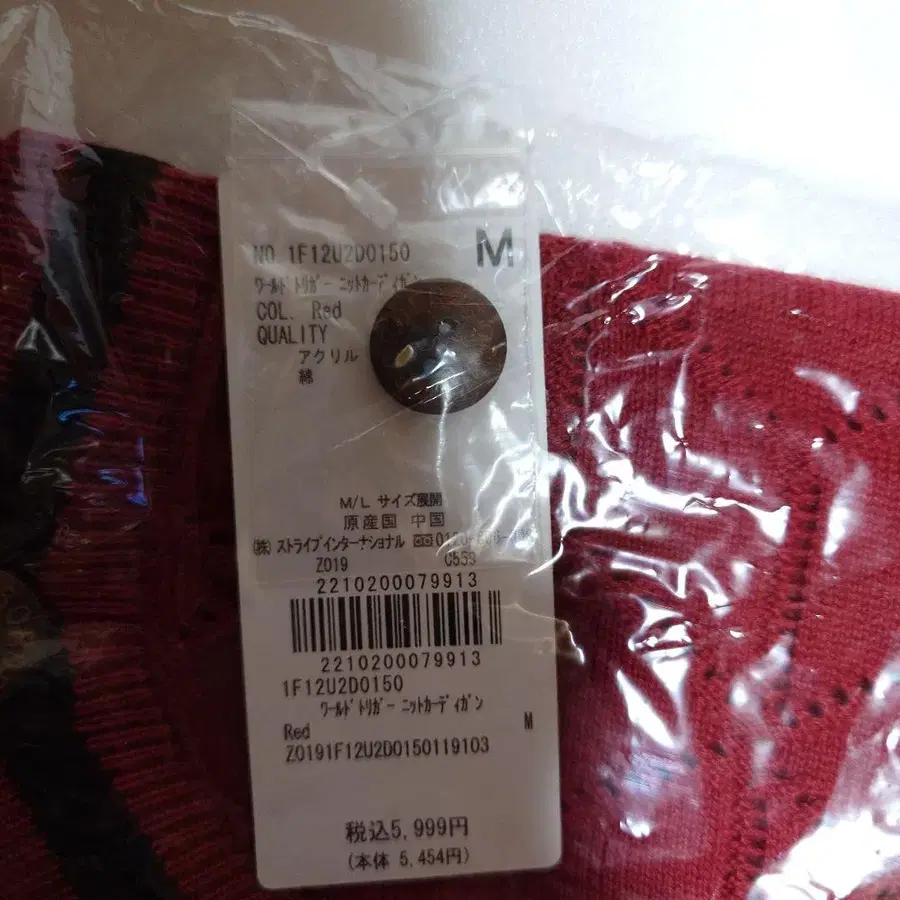 NO 1F12U2D0150
M
ワールドトリガー ニットカーディガン
COL. Red
QUALITY
アクリル
綿
M/L サイズ展開
原産国 中国
㈱ ストライプインターナショナル
Z019 C559
2210200079913
2210200079913
1F12U2D0150
ワールドトリガー ニットカーディガン
Red M
Z0191F12U2D0150119103
税込5,999円
(本体 5,454円)